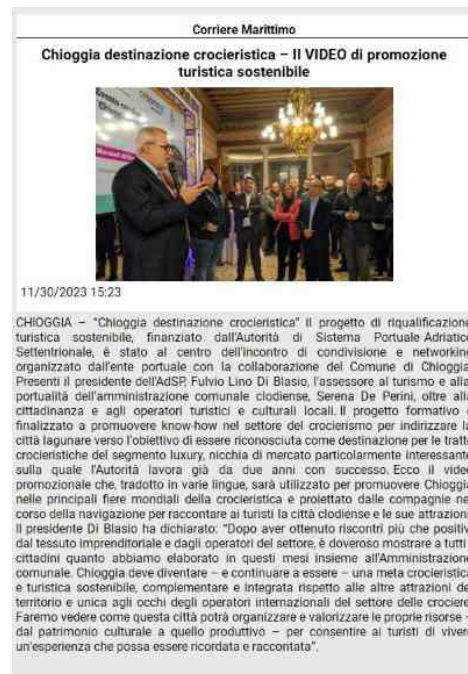 Corriere Marittimo
Chioggia destinazione crocieristica – Il VIDEO di promozione
turistica sostenibile
11/30/2023 15:23
CHIOGGIA – "Chioggia destinazione crocieristica" il progetto di riqualificazione
turistica sostenibile, finanziato dall'Autorità di Sistema Portuale Adriatico
Settentrionale, è stato al centro dell'incontro di condivisione e networking
organizzato dall'ente portuale con la collaborazione del Comune di Chioggia
Presenti il presidente dell'AdSP, Fulvio Lino Di Blasio, l'assessore al turismo e alla
portualità dell'amministrazione comunale clodiense, Serena De Perini, oltre alla
cittadinanza e agli operatori turistici e culturali locali. Il progetto formativo
finalizzato a promuovere know-how nel settore del crocierismo per indirizzare la
città lagunare verso l'obiettivo di essere riconosciuta come destinazione per le tratte
crocieristiche del segmento luxury, nicchia di mercato particolarmente interessante
sulla quale l'Autorità lavora già da due anni con successo. Ecco il video
promozionale che, tradotto in varie lingue, sarà utilizzato per promuovere Chioggia
nelle principali fiere mondiali della crocieristica e proiettato dalle compagnie ne
corso della navigazione per raccontare ai turisti la città clodiense e le sue attrazioni
Il presidente Di Blasio ha dichiarato: "Dopo aver ottenuto riscontri più che positiv
dal tessuto imprenditoriale e dagli operatori del settore, è doveroso mostrare a tutti
cittadini quanto abbiamo elaborato in questi mesi insieme all'Amministrazione
comunale. Chioggia deve diventare – e continuare a essere – una meta crocieristica
e turistica sostenibile, complementare e integrata rispetto alle altre attrazioni de
territorio e unica agli occhi degli operatori internazionali del settore delle crociere
Faremo vedere come questa città potrà organizzare e valorizzare le proprie risorse –
dal patrimonio culturale a quello produttivo – per consentire ai turisti di viver
un'esperienza che possa essere ricordata e raccontata".